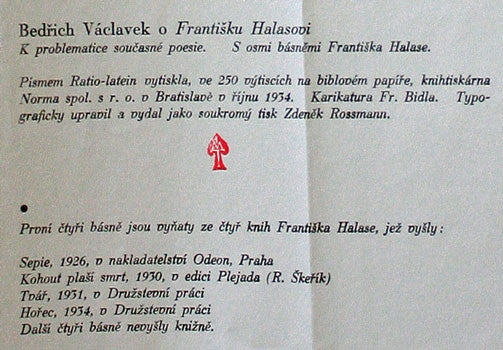 Bedřich Václavek o Františku Halasovi
K problematice současné poesie. S osmi básněmi Františka Halase.
Pismem Ratio-latein vytiskla, ve 250 výtiscích na biblovém papíře, knihtiskárna
Norma spol. s r. o. v Bratislavě v říjnu 1934. Karikatura Fr. Bidla. Typo-
graficky upravil a vydal jako soukromý tisk Zdeněk Rossmann.
První čtyři básně jsou vyňaty ze čtyř knih Františka Halase, jež vyšly:
Sepie, 1926, v nakladatelství Odeon, Praha
Kohout plaší smrt, 1930, v edici Plejada (R. Škeřík)
Tvář, 1931, v Družstevní práci
Hořec, 1934, v Družstevní práci
Další čtyři básně nevyšly knižně.